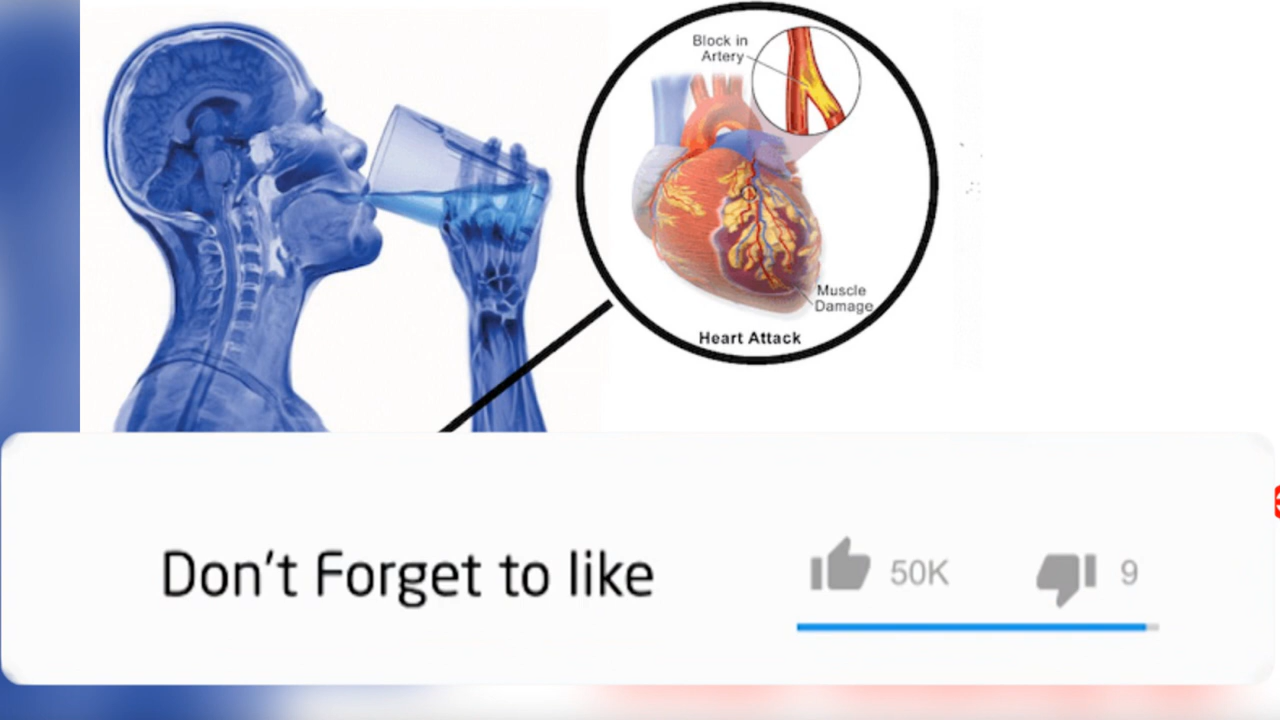 Block in
Artery
Muscle
Damage
Heart Attack
Don't Forget to like
50K
9